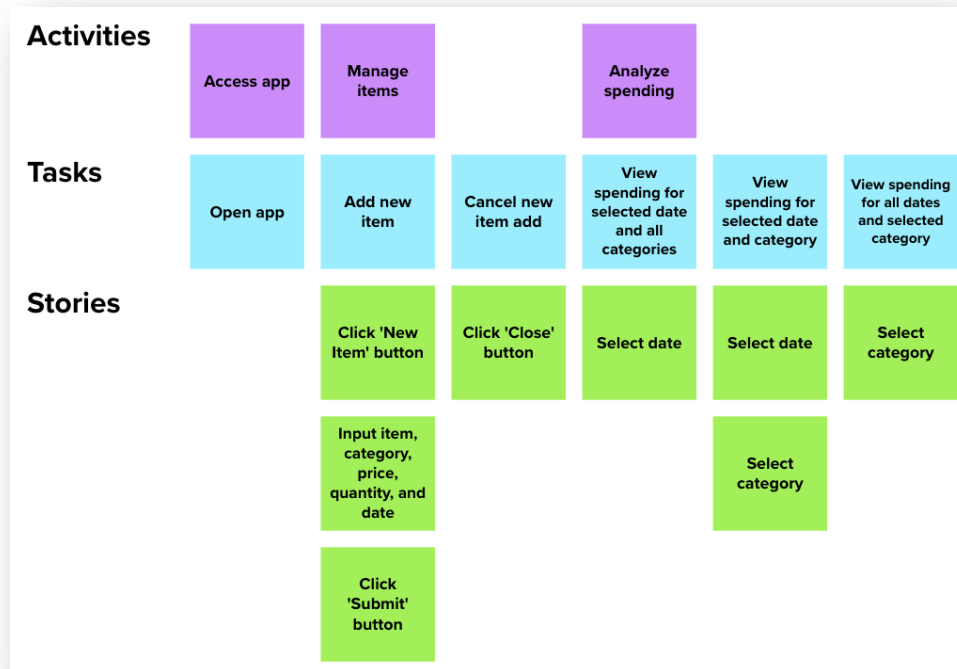 Activities
Access app
Manage
items
Analyze
spending
Tasks
Open app
Add new
item
Cancel new
item add
View
spending for
selected date
and all
categories
View
spending for
selected date
and category
View spending
for all dates
and selected
category
Stories
Click 'New
Item' button
Click 'Close'
button
Select date
Select date
Select
category
Input item,
category,
price,
quantity, and
date
Select
category
Click
'Submit'
button